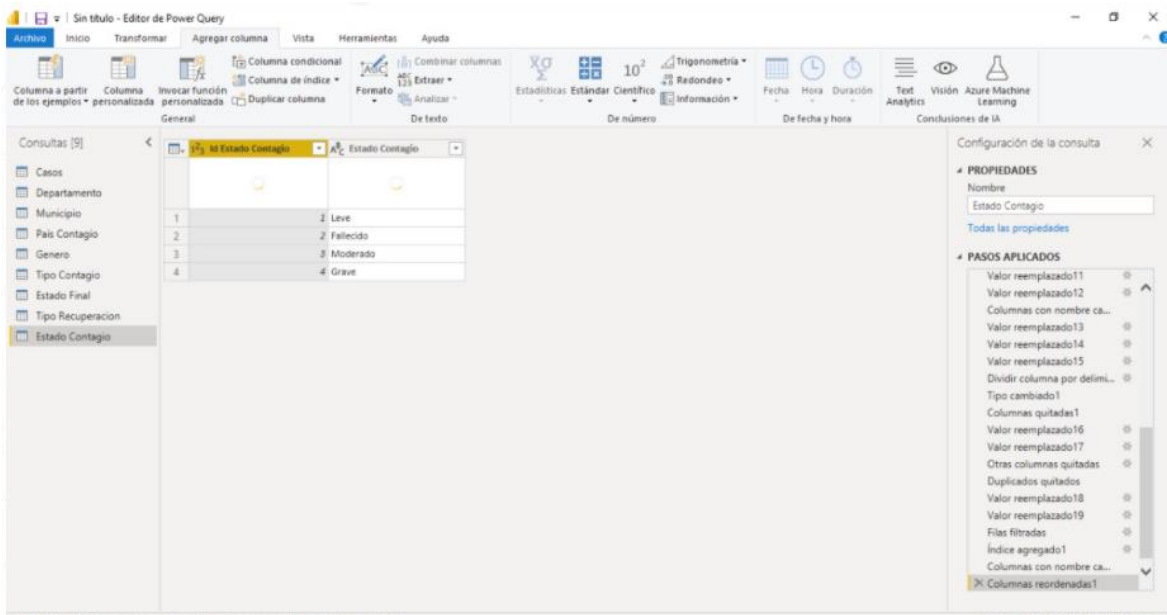 Sin título - Editor de Power Query
Archivo Inicio Transformar Agregar columna Vista Herramientas Ayuda
Columna a partir de los ejemplos
Columna personalizada
Invocar función personalizada
Columna condicional
Columna de índice
Duplicar columna
General
Formato
Combinar columnas
Extraer
Analizar
De texto
Estadísticas
Estándar
Científico
Trigonometría
Redondeo
Información
De número
Fecha
Hora
Duración
De fecha y hora
Text Analytics
Visión
Azure Machine Learning
Conclusiones de IA
Consultas [9]
Casos
Departamento
Municipio
Pais Contagio
Genero
Tipo Contagio
Estado Final
Tipo Recuperacion
Estado Contagio
Id Estado Contagio Estado Contagio
1 1 Leve
2 2 Fallecido
3 3 Moderado
4 4 Grave
Configuración de la consulta
PROPIEDADES
Nombre
Estado Contagio
Todas las propiedades
PASOS APLICADOS
Valor reemplazado11
Valor reemplazado12
Columnas con nombre ca...
Valor reemplazado13
Valor reemplazado14
Valor reemplazado15
Dividir columna por delimi...
Tipo cambiado1
Columnas quitadas1
Valor reemplazado16
Valor reemplazado17
Otras columnas quitadas
Duplicados quitados
Valor reemplazado18
Valor reemplazado19
Filas filtradas
Índice agregado1
Columnas con nombre ca...
Columnas reordenadas1